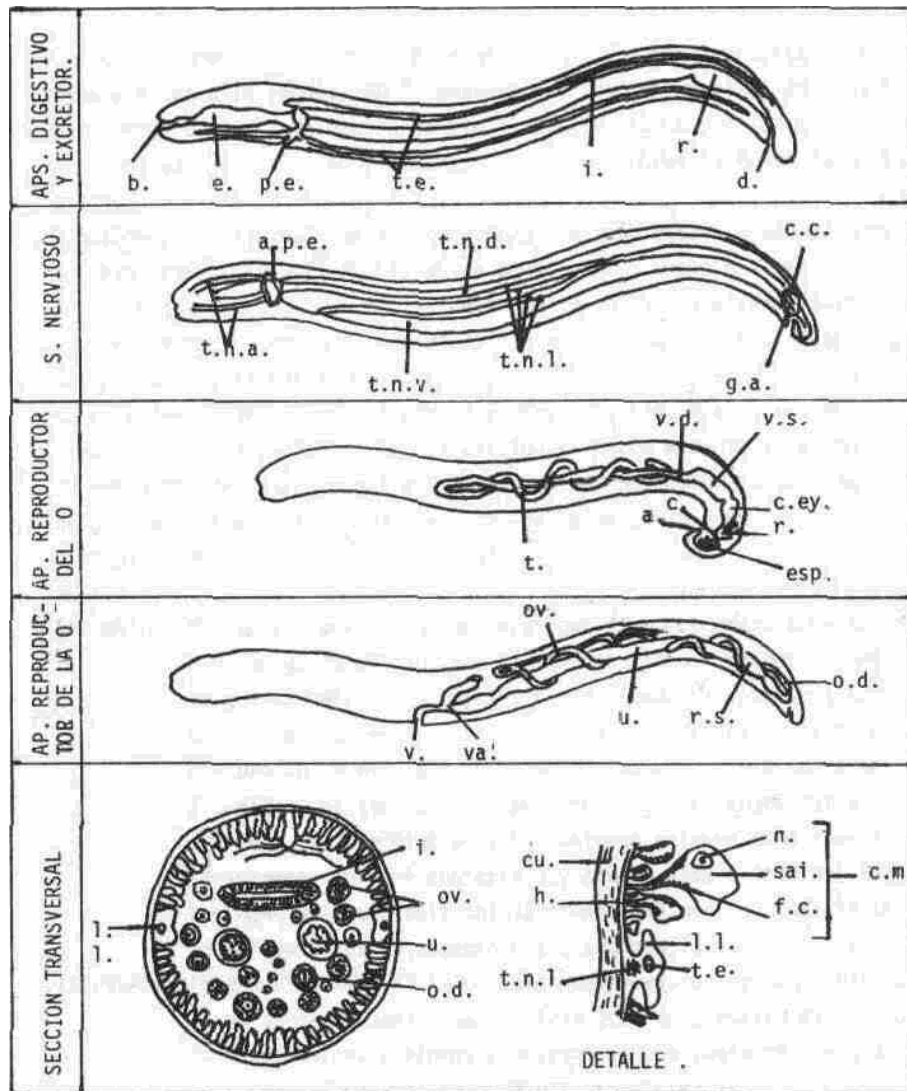 APS. DIGESTIVO
Y EXCRETOR.
b.
e.
p.e.
t.e.
i.
r.
d.
S. NERVIOSO
a.p.e.
t.n.d.
c.c.
t.n.a.
t.n.v.
t.n.l.
g.a.
AP. REPRODUCTOR
DEL O
v.d.
v.s.
c.ey.
c.
a.
r.
t.
esp.
AP. REPRODUC-
TOR DE LA O
ov.
o.d.
u.
r.s.
v.
va.
SECCION TRANSVERSAL
i.
ov.
l.
l.
u.
o.d.
cu.
n.
sai.
c.m
h.
f.c.
l.l.
t.n.l.
t.e.
DETALLE .